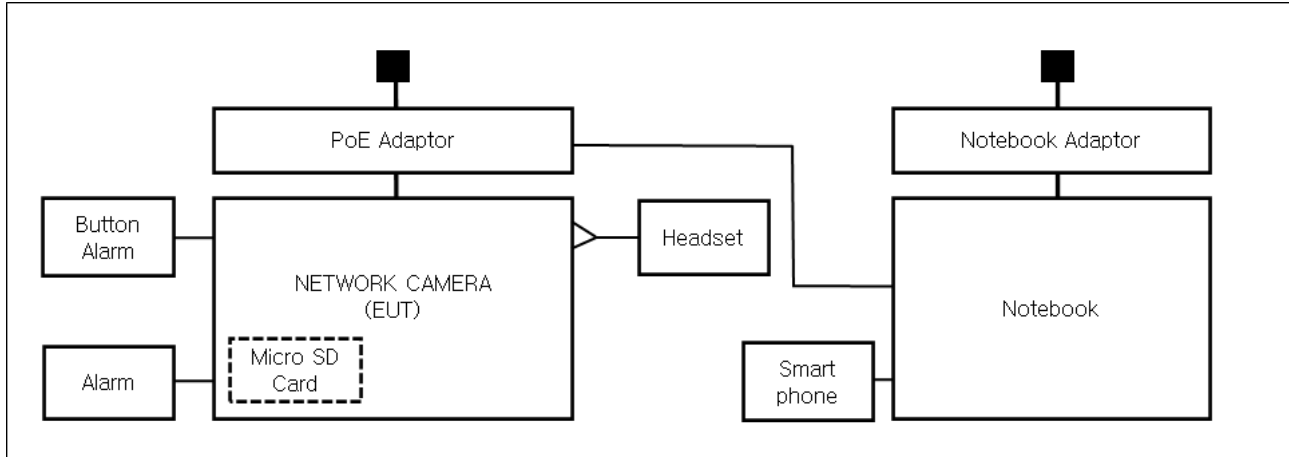 PoE Adaptor
Notebook Adaptor
Button
Alarm
Headset
NETWORK CAMERA
(EUT)
Notebook
Micro SD
Card
Alarm
Smart
phone